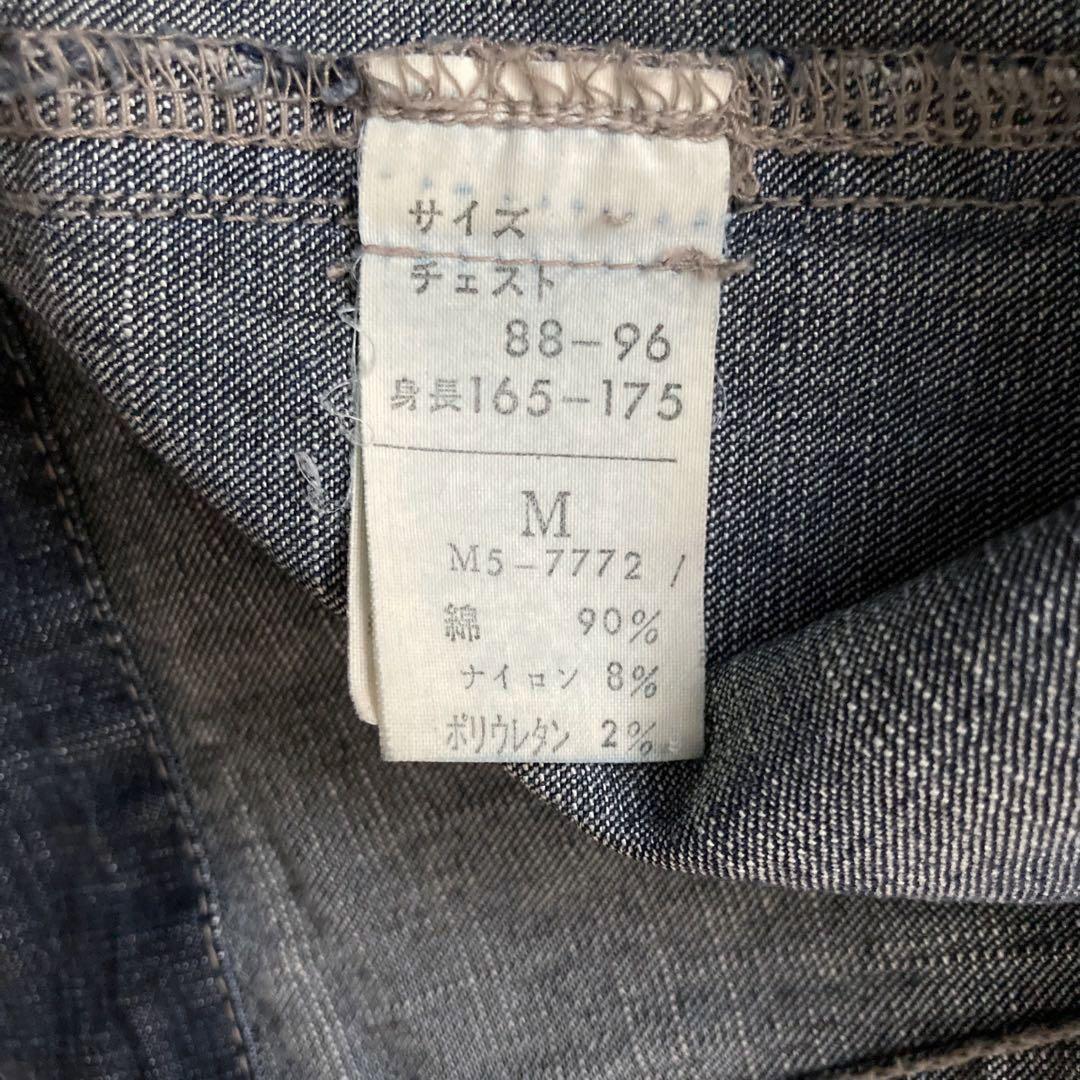 サイズ
チェスト
88-96
身長165-175
M
M5-7772 /
綿 90%
ナイロン 8%
ポリウレタン 2%